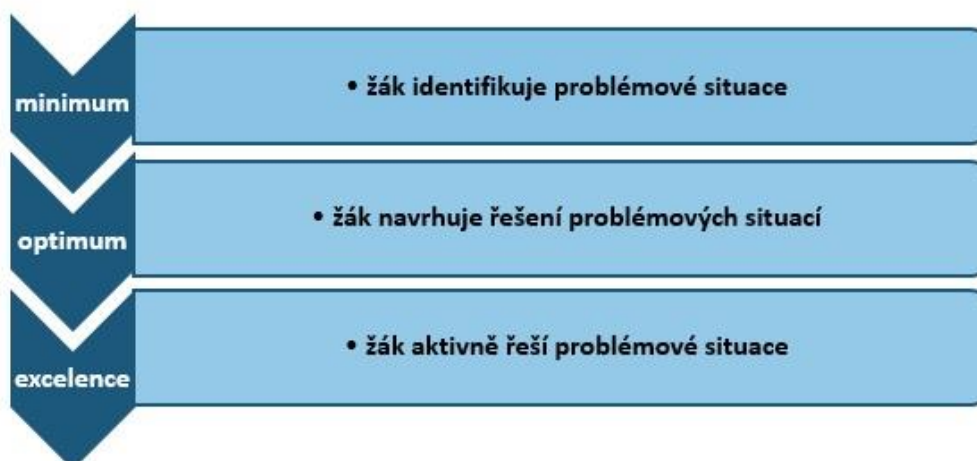 minimum
• žák identifikuje problémové situace
optimum
• žák navrhuje řešení problémových situací
excelence
• žák aktivně řeší problémové situace